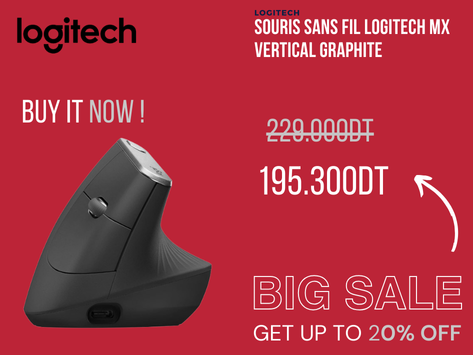 logitech
LOGITECH
SOURIS SANS FIL LOGITECH MX
VERTICAL GRAPHITE
BUY IT NOW !
229.000DT
195.300DT
BIG SALE
GET UP TO 20% OFF